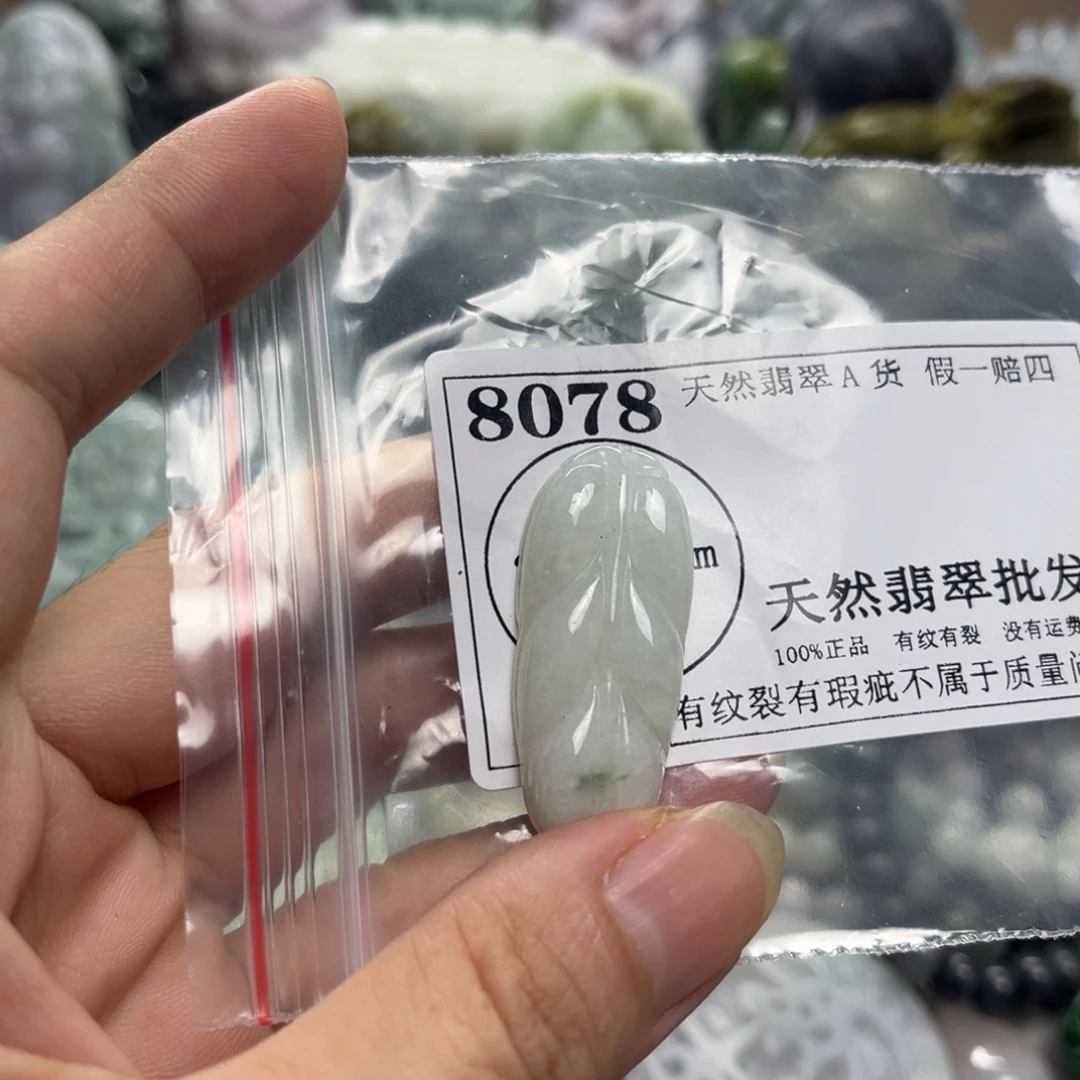 8078 天然翡翠A货 假一赔四
m
天然翡翠批发
100%正品 有纹有裂 没有运费
有纹裂有瑕疵不属于质量问